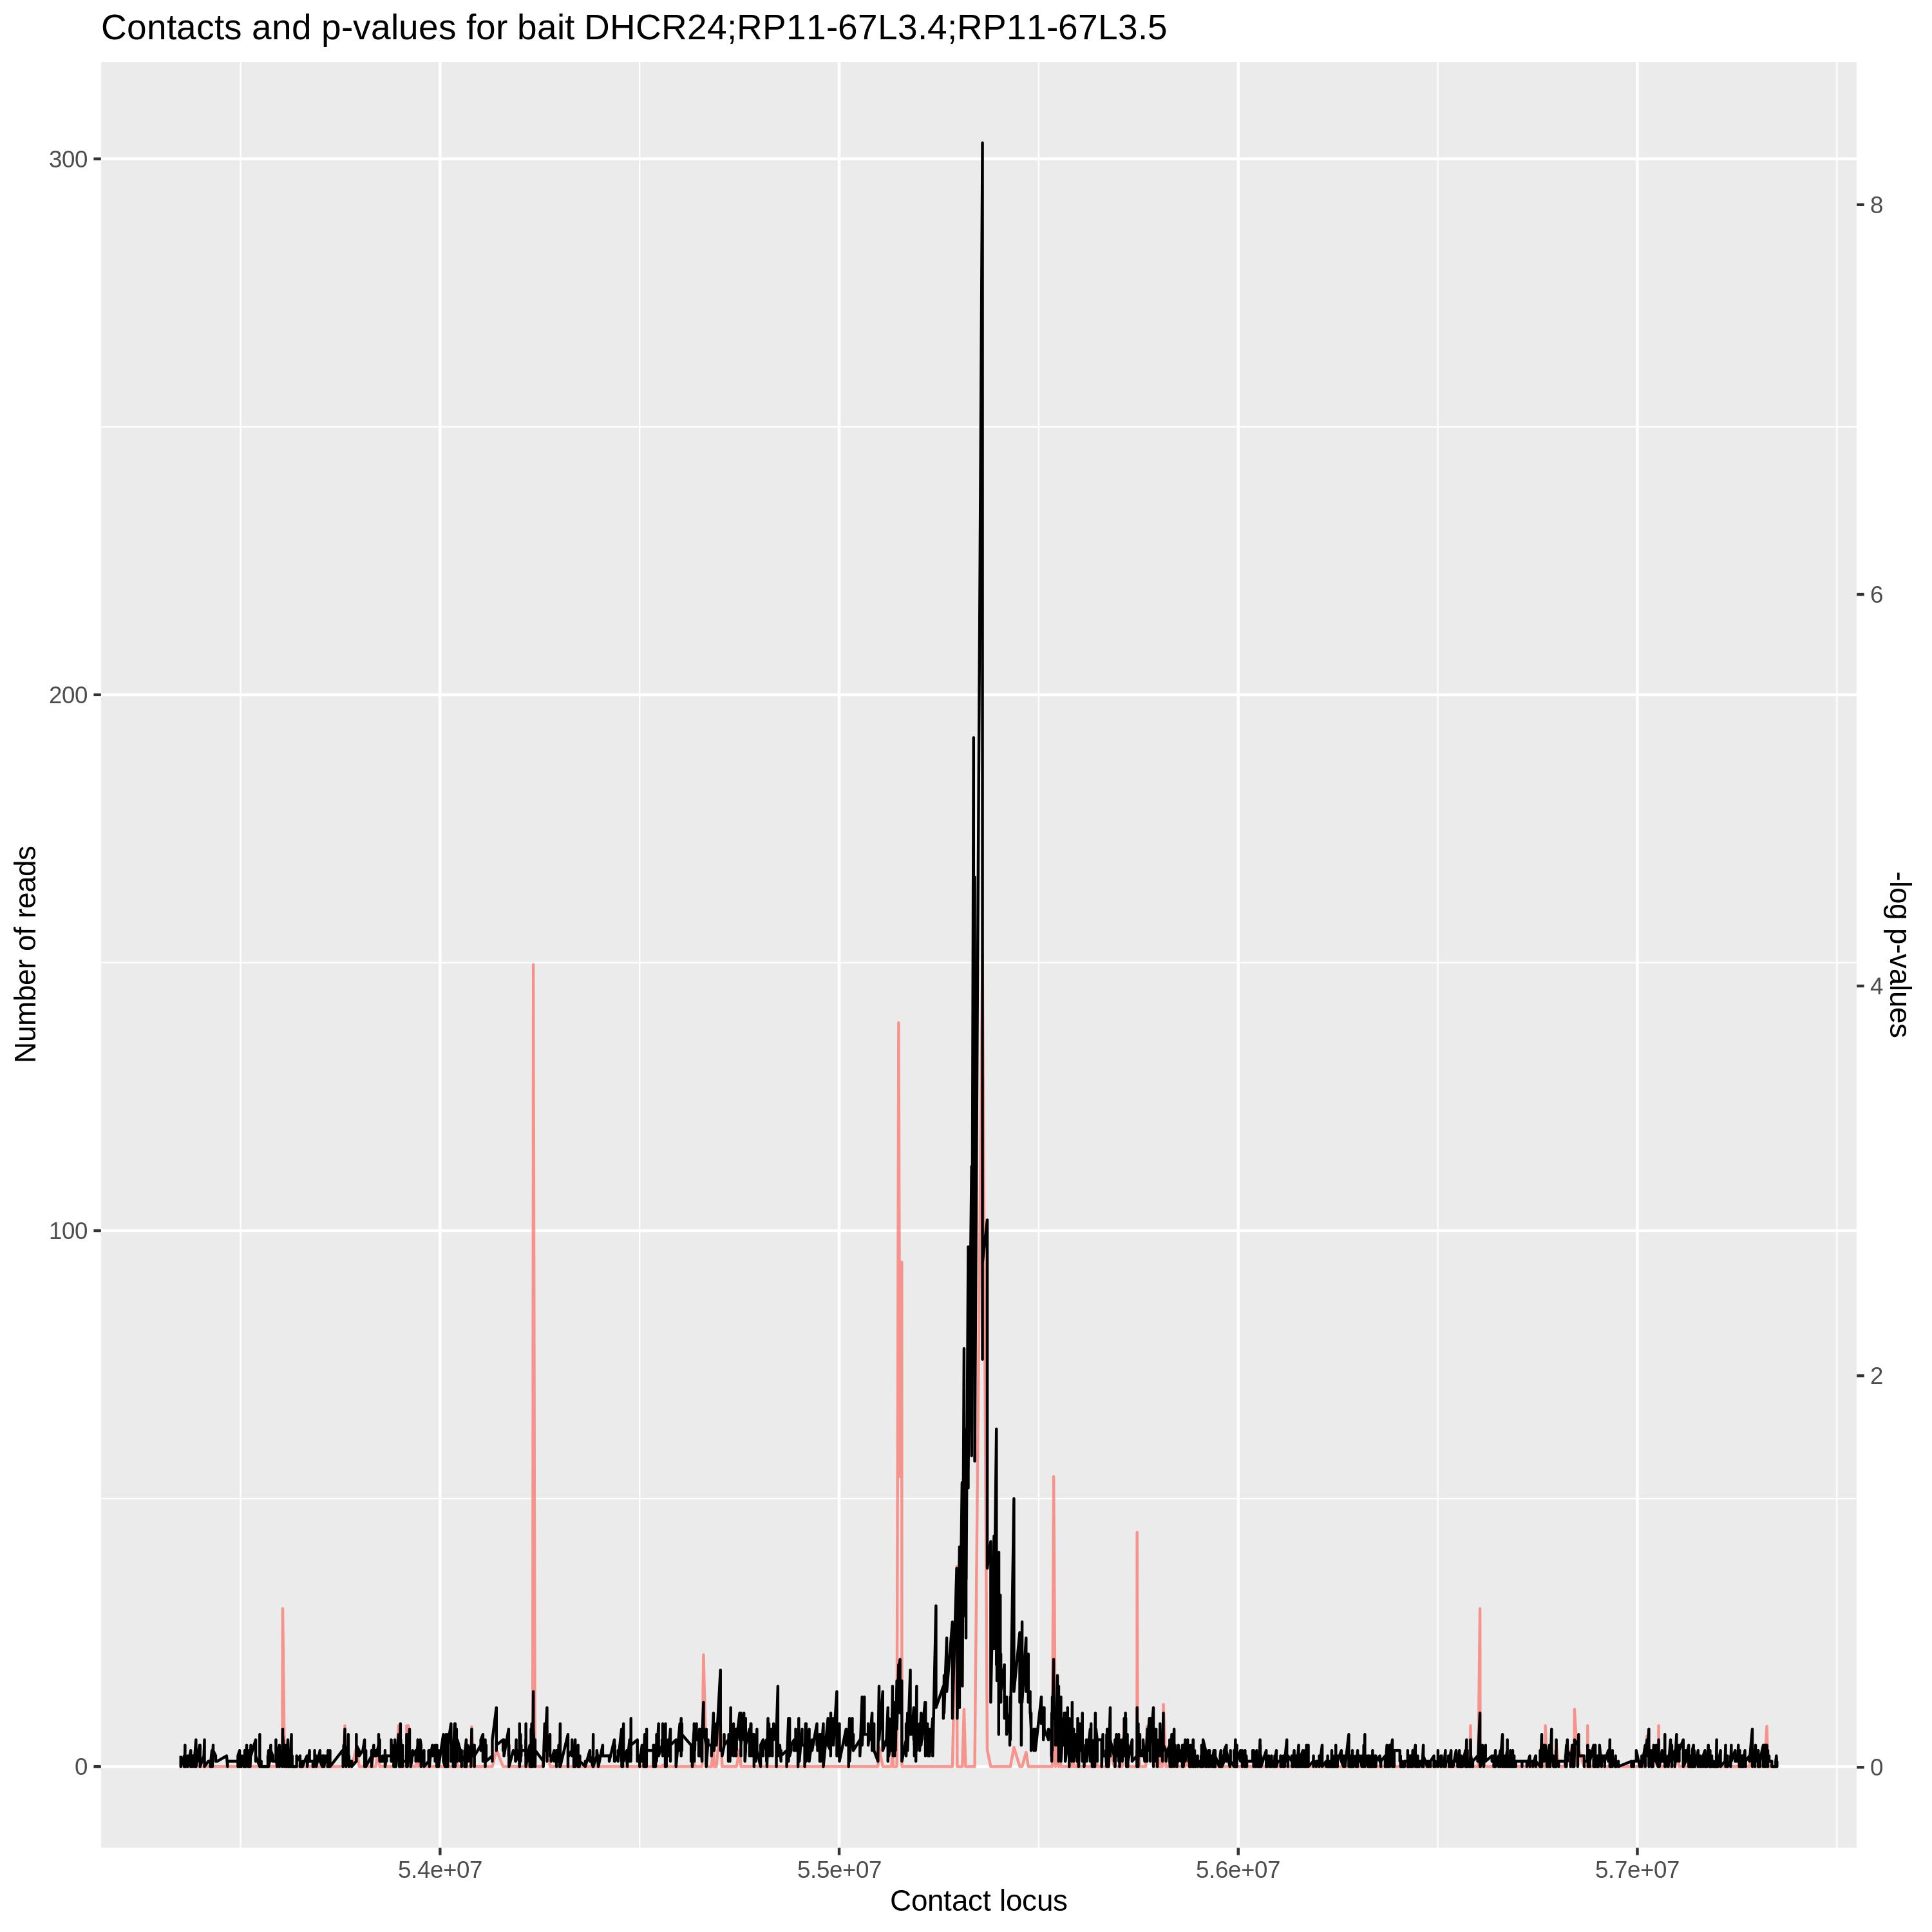 Contacts and p-values for bait DHCR24;RP11-67L3.4;RP11-67L3.5
300
200
100
0
Number of reads
8
6
4
2
0
-log p-values
5.4e+07 5.5e+07 5.6e+07 5.7e+07
Contact locus